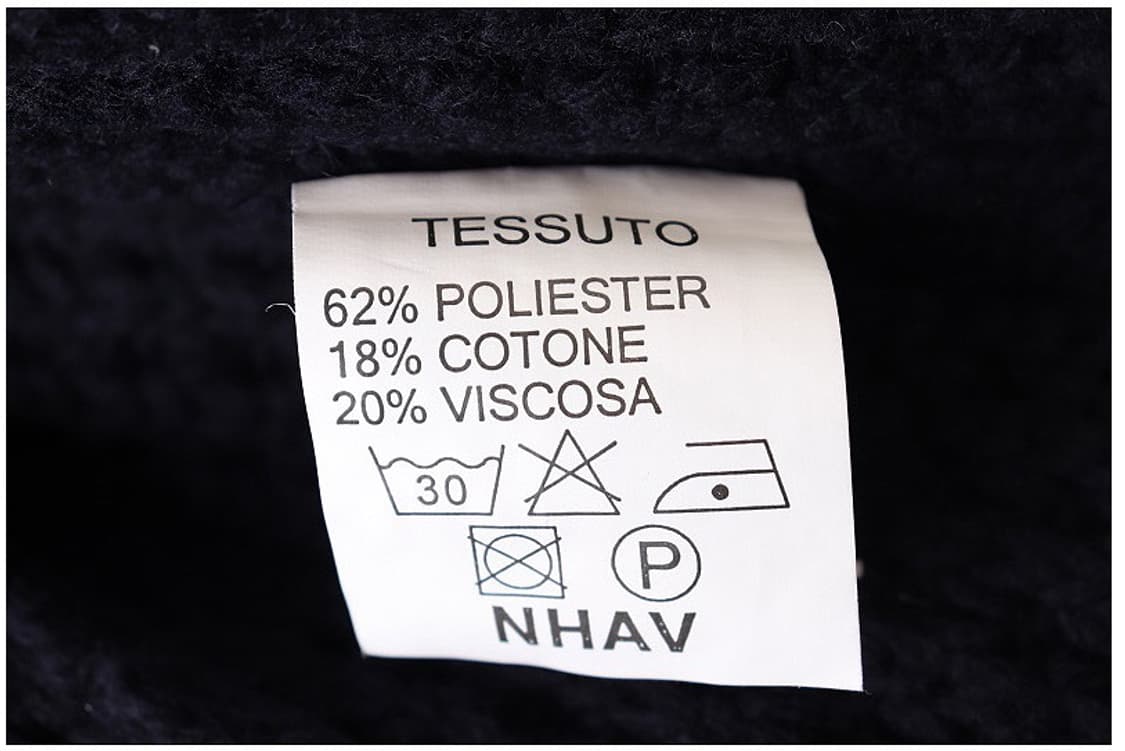 TESSUTO
62% POLIESTER
18% COTONE
20% VISCOSA
30
P
NHAV